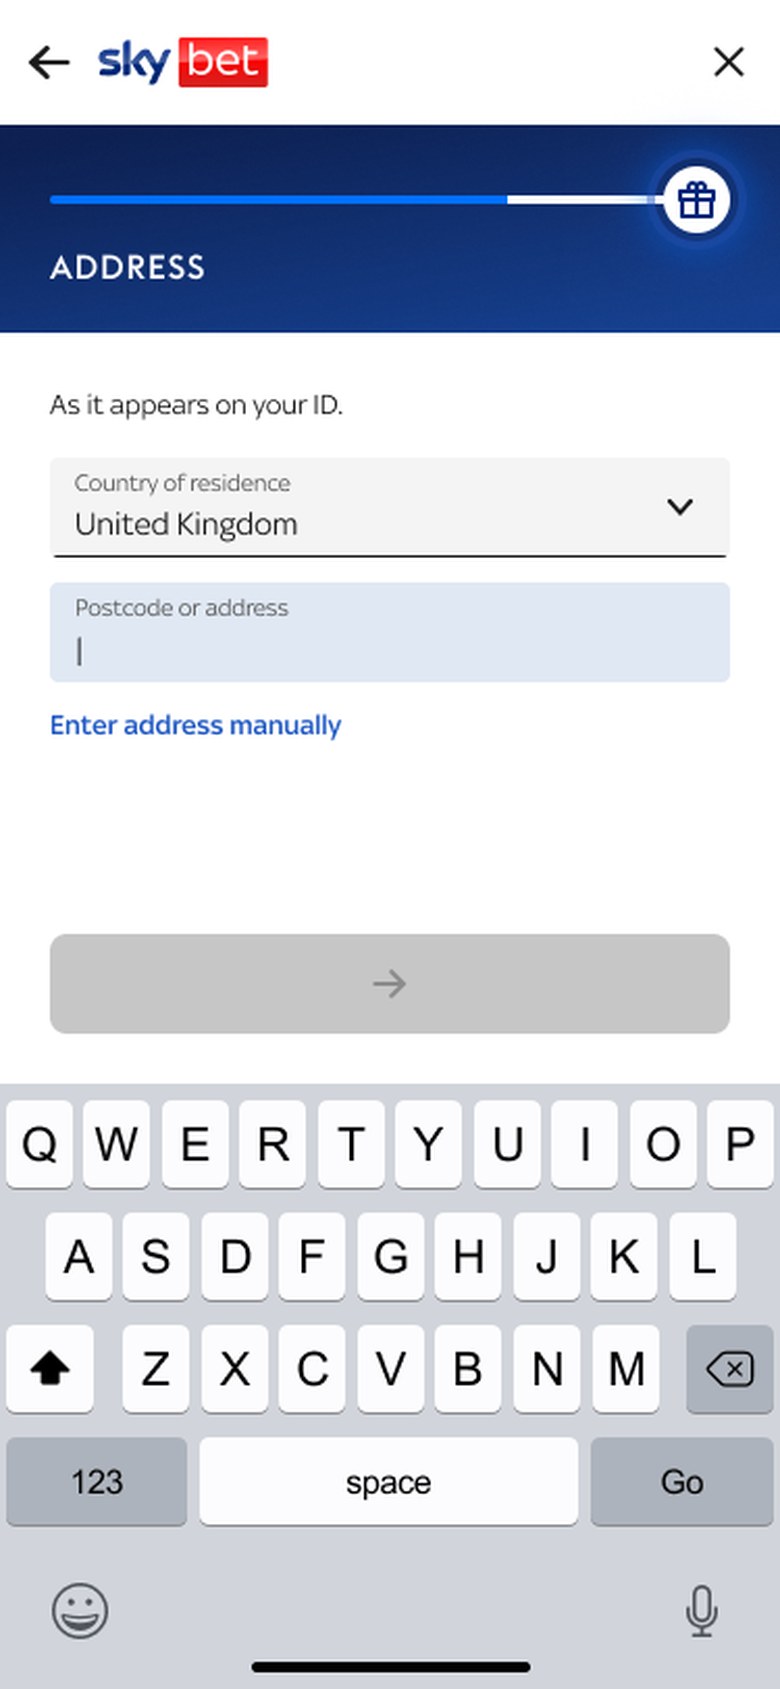 sky bet
ADDRESS
As it appears on your ID.
Country of residence
United Kingdom
Postcode or address
Enter address manually
Q W E R T Y U I O P
A S D F G H J K L
Z X C V B N M
123 space Go